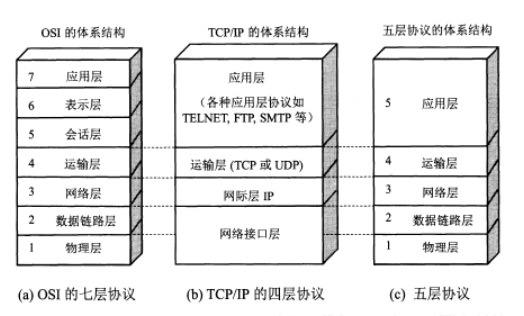 OSI 的体系结构
7 应用层
6 表示层
5 会话层
4 运输层
3 网络层
2 数据链路层
1 物理层
(a) OSI 的七层协议
TCP/IP 的体系结构
应用层
（各种应用层协议如
TELNET, FTP, SMTP 等）
运输层 (TCP 或 UDP)
网际层 IP
网络接口层
(b) TCP/IP 的四层协议
五层协议的体系结构
5 应用层
4 运输层
3 网络层
2 数据链路层
1 物理层
(c) 五层协议